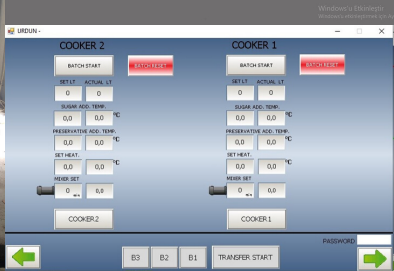 Windows'u Etkinleştir
URDUN -
COOKER 2
COOKER 1
BATCH START
BATCH RESET
BATCH START
BATCH RESET
SET LT ACTUAL LT
SET LT ACTUAL LT
0 0
0 0
SUGAR ADD. TEMP.
SUGAR ADD. TEMP.
0,0 0,0 °C
0,0 0,0 °C
PRESERVATIVE ADD. TEMP.
PRESERVATIVE ADD. TEMP.
0,0 0,0 °C
0,0 0,0 °C
SET HEAT.
SET HEAT.
0,0 0,0 °C
0,0 0,0 °C
MIXER SET
MIXER SET
0 0,0
0 0,0
COOKER2
COOKER1
PASSWORD
B3 B2 B1 TRANSFER START